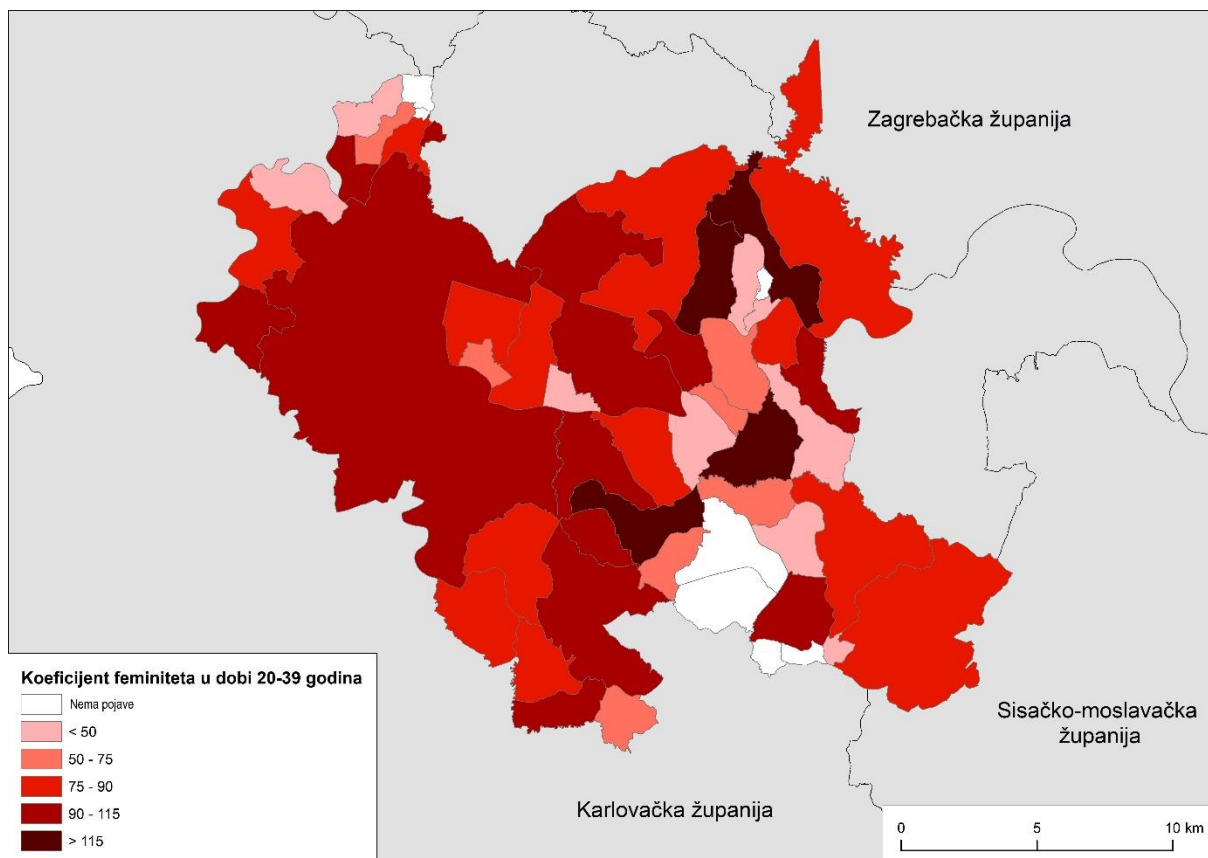 Zagrebačka županija
Koeficijent feminiteta u dobi 20-39 godina
Nema pojave
< 50
50 - 75
75 - 90
90 - 115
> 115
Sisačko-moslavačka
županija
Karlovačka županija
0 5 10 km